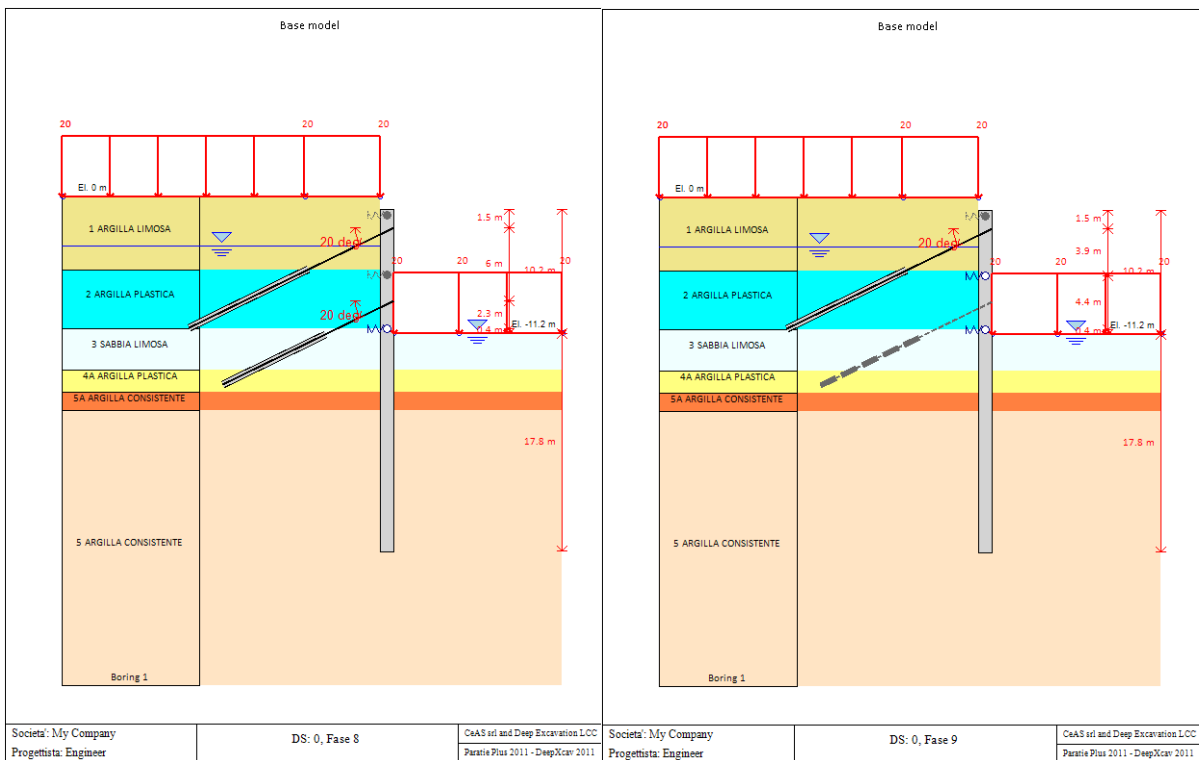 Base model
20
20
20
El. 0 m
1 ARGILLA LIMOSA
1.5 m
20 deg
20
20
20
6 m
10.2 m
2 ARGILLA PLASTICA
20 deg
2.3 m
0.4 m
El. -11.2 m
3 SABBIA LIMOSA
4A ARGILLA PLASTICA
5A ARGILLA CONSISTENTE
17.8 m
5 ARGILLA CONSISTENTE
Boring 1
Societa': My Company
Progettista: Engineer
DS: 0, Fase 8
CeAS srl and Deep Excavation LCC
Paratie Plus 2011 - DeepXcav 2011
Base model
20
20
20
El. 0 m
1 ARGILLA LIMOSA
1.5 m
20 deg
3.9 m
20
20
20
10.2 m
2 ARGILLA PLASTICA
4.4 m
0.4 m
El. -11.2 m
3 SABBIA LIMOSA
4A ARGILLA PLASTICA
5A ARGILLA CONSISTENTE
17.8 m
5 ARGILLA CONSISTENTE
Boring 1
Societa': My Company
Progettista: Engineer
DS: 0, Fase 9
CeAS srl and Deep Excavation LCC
Paratie Plus 2011 - DeepXcav 2011